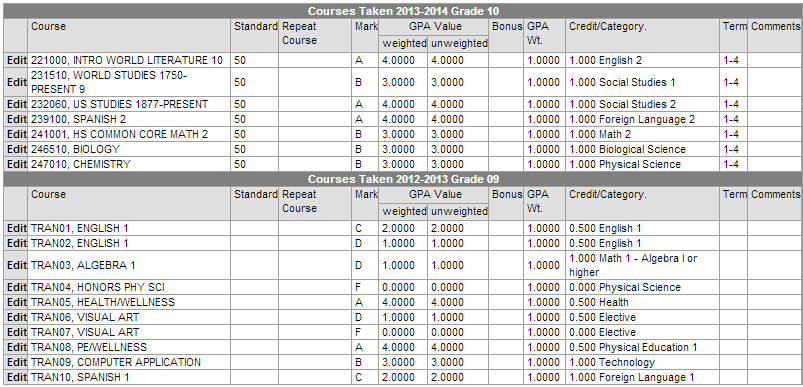 Courses Taken 2013-2014 Grade 10
Course Standard Repeat Course Mark GPA Value Bonus GPA Wt. Credit/Category. Term Comments
weighted unweighted
Edit 221000, INTRO WORLD LITERATURE 10 50 A 4.0000 4.0000 1.0000 1.000 English 2 1-4
Edit 231510, WORLD STUDIES 1750-PRESENT 9 50 B 3.0000 3.0000 1.0000 1.000 Social Studies 1 1-4
Edit 232060, US STUDIES 1877-PRESENT 50 A 4.0000 4.0000 1.0000 1.000 Social Studies 2 1-4
Edit 239100, SPANISH 2 50 A 4.0000 4.0000 1.0000 1.000 Foreign Language 2 1-4
Edit 241001, HS COMMON CORE MATH 2 50 B 3.0000 3.0000 1.0000 1.000 Math 2 1-4
Edit 246510, BIOLOGY 50 B 3.0000 3.0000 1.0000 1.000 Biological Science 1-4
Edit 247010, CHEMISTRY 50 B 3.0000 3.0000 1.0000 1.000 Physical Science 1-4
Courses Taken 2012-2013 Grade 09
Course Standard Repeat Course Mark GPA Value Bonus GPA Wt. Credit/Category. Term Comments
weighted unweighted
Edit TRAN01, ENGLISH 1 C 2.0000 2.0000 1.0000 0.500 English 1
Edit TRAN02, ENGLISH 1 D 1.0000 1.0000 1.0000 0.500 English 1
Edit TRAN03, ALGEBRA 1 D 1.0000 1.0000 1.0000 1.000 Math 1 - Algebra I or higher
Edit TRAN04, HONORS PHY SCI F 0.0000 0.0000 1.0000 0.000 Physical Science
Edit TRAN05, HEALTH/WELLNESS A 4.0000 4.0000 1.0000 0.500 Health
Edit TRAN06, VISUAL ART D 1.0000 1.0000 1.0000 0.500 Elective
Edit TRAN07, VISUAL ART F 0.0000 0.0000 1.0000 0.000 Elective
Edit TRAN08, PE/WELLNESS A 4.0000 4.0000 1.0000 0.500 Physical Education 1
Edit TRAN09, COMPUTER APPLICATION B 3.0000 3.0000 1.0000 1.000 Technology
Edit TRAN10, SPANISH 1 C 2.0000 2.0000 1.0000 1.000 Foreign Language 1